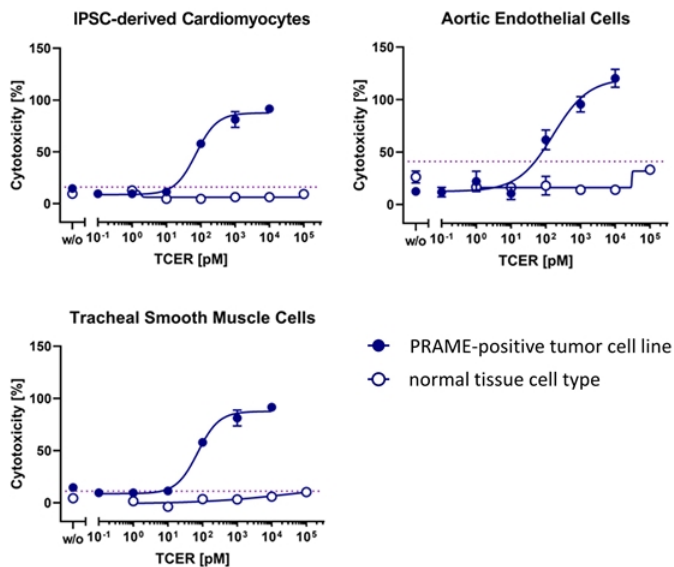 IPSC-derived Cardiomyocytes
Cytotoxicity [%]
150
100
50
0
w/o 10⁻¹ 10⁰ 10¹ 10² 10³ 10⁴ 10⁵
TCER [pM]
Aortic Endothelial Cells
Cytotoxicity [%]
150
100
50
0
w/o 10⁻¹ 10⁰ 10¹ 10² 10³ 10⁴ 10⁵
TCER [pM]
Tracheal Smooth Muscle Cells
Cytotoxicity [%]
150
100
50
0
w/o 10⁻¹ 10⁰ 10¹ 10² 10³ 10⁴ 10⁵
TCER [pM]
PRAME-positive tumor cell line
normal tissue cell type